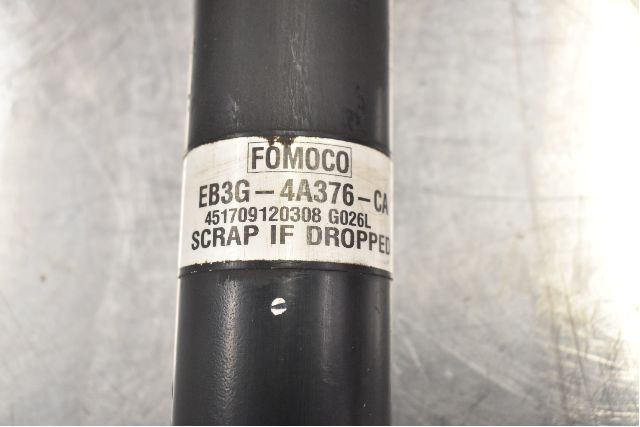 FOMOCO
EB3G-4A376-CA
451709120308 G026L
SCRAP IF DROPPED